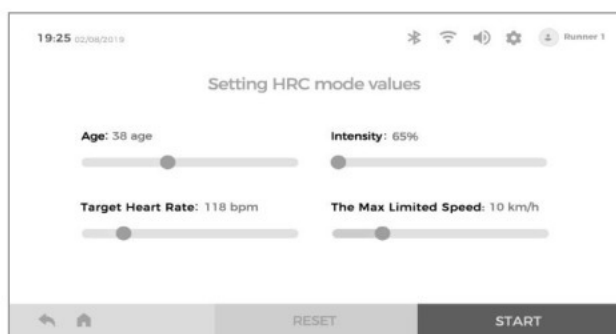 19:25 02/08/2019 Runner 1
Setting HRC mode values
Age: 38 age Intensity: 65%
Target Heart Rate: 118 bpm The Max Limited Speed: 10 km/h
RESET START